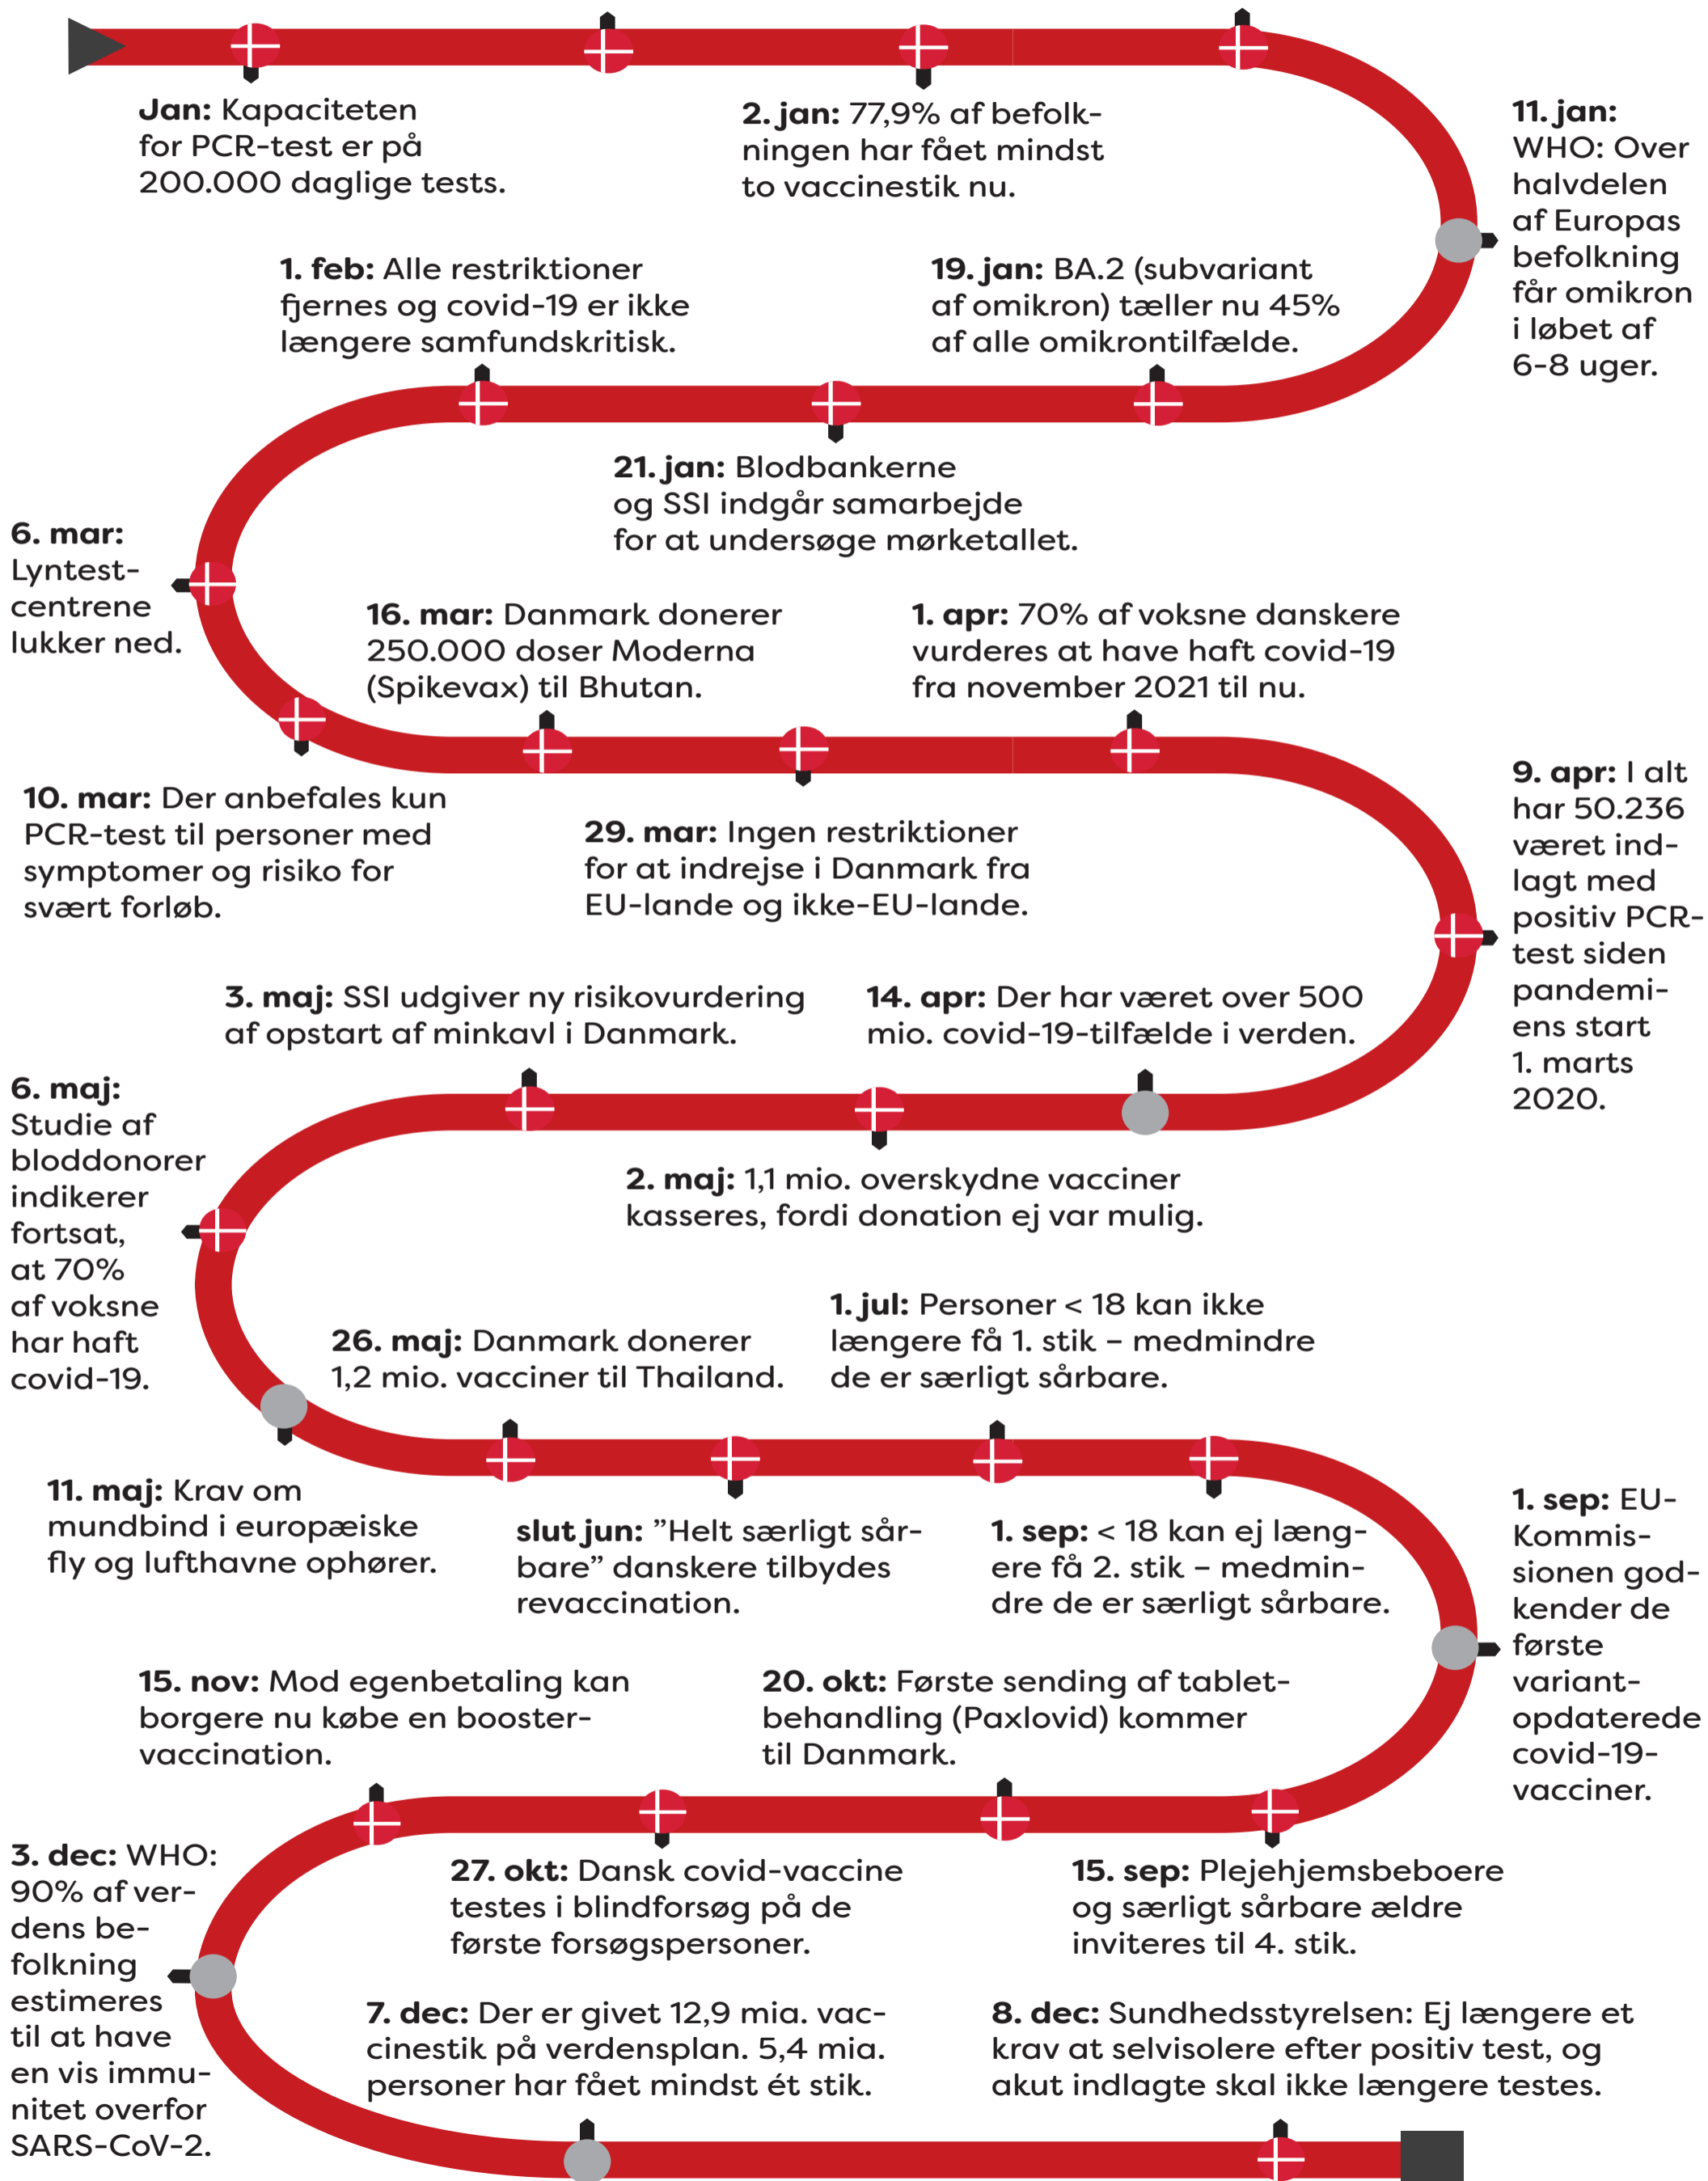 Jan: Kapaciteten
for PCR-test er på
200.000 daglige tests.
2. jan: 77,9% af befolk-
ningen har fået mindst
to vaccinestik nu.
11. jan:
WHO: Over
halvdelen
af Europas
befolkning
får omikron
i løbet af
6-8 uger.
19. jan: BA.2 (subvariant
af omikron) tæller nu 45%
af alle omikrontilfælde.
21. jan: Blodbankerne
og SSI indgår samarbejde
for at undersøge mørketallet.
1. feb: Alle restriktioner
fjernes og covid-19 er ikke
længere samfundskritisk.
6. mar:
Lyntest-
centrene
lukker ned.
10. mar: Der anbefales kun
PCR-test til personer med
symptomer og risiko for
svært forløb.
16. mar: Danmark donerer
250.000 doser Moderna
(Spikevax) til Bhutan.
29. mar: Ingen restriktioner
for at indrejse i Danmark fra
EU-lande og ikke-EU-lande.
1. apr: 70% af voksne danskere
vurderes at have haft covid-19
fra november 2021 til nu.
9. apr: I alt
har 50.236
været ind-
lagt med
positiv PCR-
test siden
pandemi-
ens start
1. marts
2020.
14. apr: Der har været over 500
mio. covid-19-tilfælde i verden.
2. maj: 1,1 mio. overskydne vacciner
kasseres, fordi donation ej var mulig.
3. maj: SSI udgiver ny risikovurdering
af opstart af minkavl i Danmark.
6. maj:
Studie af
bloddonorer
indikerer
fortsat,
at 70%
af voksne
har haft
covid-19.
11. maj: Krav om
mundbind i europæiske
fly og lufthavne ophører.
26. maj: Danmark donerer
1,2 mio. vacciner til Thailand.
slut jun: ”Helt særligt sår-
bare” danskere tilbydes
revaccination.
1. jul: Personer < 18 kan ikke
længere få 1. stik – medmindre
de er særligt sårbare.
1. sep: < 18 kan ej læng-
ere få 2. stik – medmin-
dre de er særligt sårbare.
1. sep: EU-
Kommis-
sionen god-
kender de
første
variant-
opdaterede
covid-19-
vacciner.
15. sep: Plejehjemsbeboere
og særligt sårbare ældre
inviteres til 4. stik.
20. okt: Første sending af tablet-
behandling (Paxlovid) kommer
til Danmark.
27. okt: Dansk covid-vaccine
testes i blindforsøg på de
første forsøgspersoner.
15. nov: Mod egenbetaling kan
borgere nu købe en booster-
vaccination.
3. dec: WHO:
90% af ver-
dens be-
folkning
estimeres
til at have
en vis immu-
nitet overfor
SARS-CoV-2.
7. dec: Der er givet 12,9 mia. vac-
cinestik på verdensplan. 5,4 mia.
personer har fået mindst ét stik.
8. dec: Sundhedsstyrelsen: Ej længere et
krav at selvisolere efter positiv test, og
akut indlagte skal ikke længere testes.